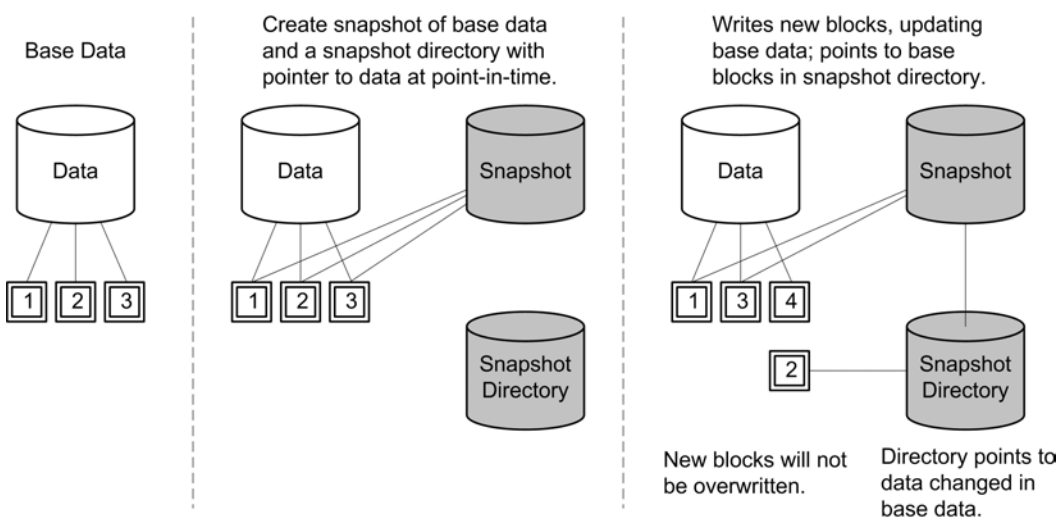 Base Data
Data
1 2 3
Create snapshot of base data
and a snapshot directory with
pointer to data at point-in-time.
Data
Snapshot
1 2 3
Snapshot
Directory
Writes new blocks, updating
base data; points to base
blocks in snapshot directory.
Data
Snapshot
1 3 4
2
Snapshot
Directory
New blocks will not
be overwritten.
Directory points to
data changed in
base data.